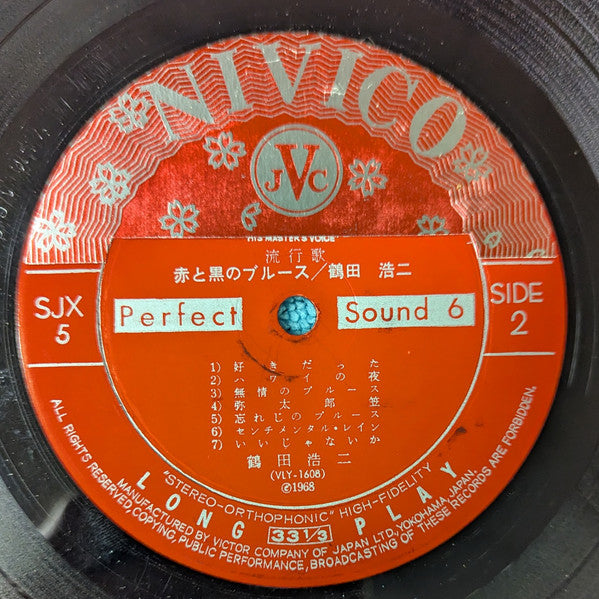 NIVICO
JVC
"HIS MASTER'S VOICE"
流行歌
赤と黒のブルース/鶴田 浩二
SJX
5
Perfect Sound 6
SIDE
2
1) 好きだった
2) ハワイの夜
3) 無情のブルース
4) 弥太郎笠
5) 忘れじのブルース
6) センチメンタル・レイン
7) いいじゃないか
鶴田浩二
(VLY-1608)
©1968
"STEREO-ORTHOPHONIC" HIGH-FIDELITY
LONG 33 1/3 PLAY
MANUFACTURED BY VICTOR COMPANY OF JAPAN LTD, YOKOHAMA, JAPAN.
ALL RIGHTS RESERVED, COPYING, PUBLIC PERFORMANCE, BROADCASTING OF THESE RECORDS ARE FORBIDDEN.